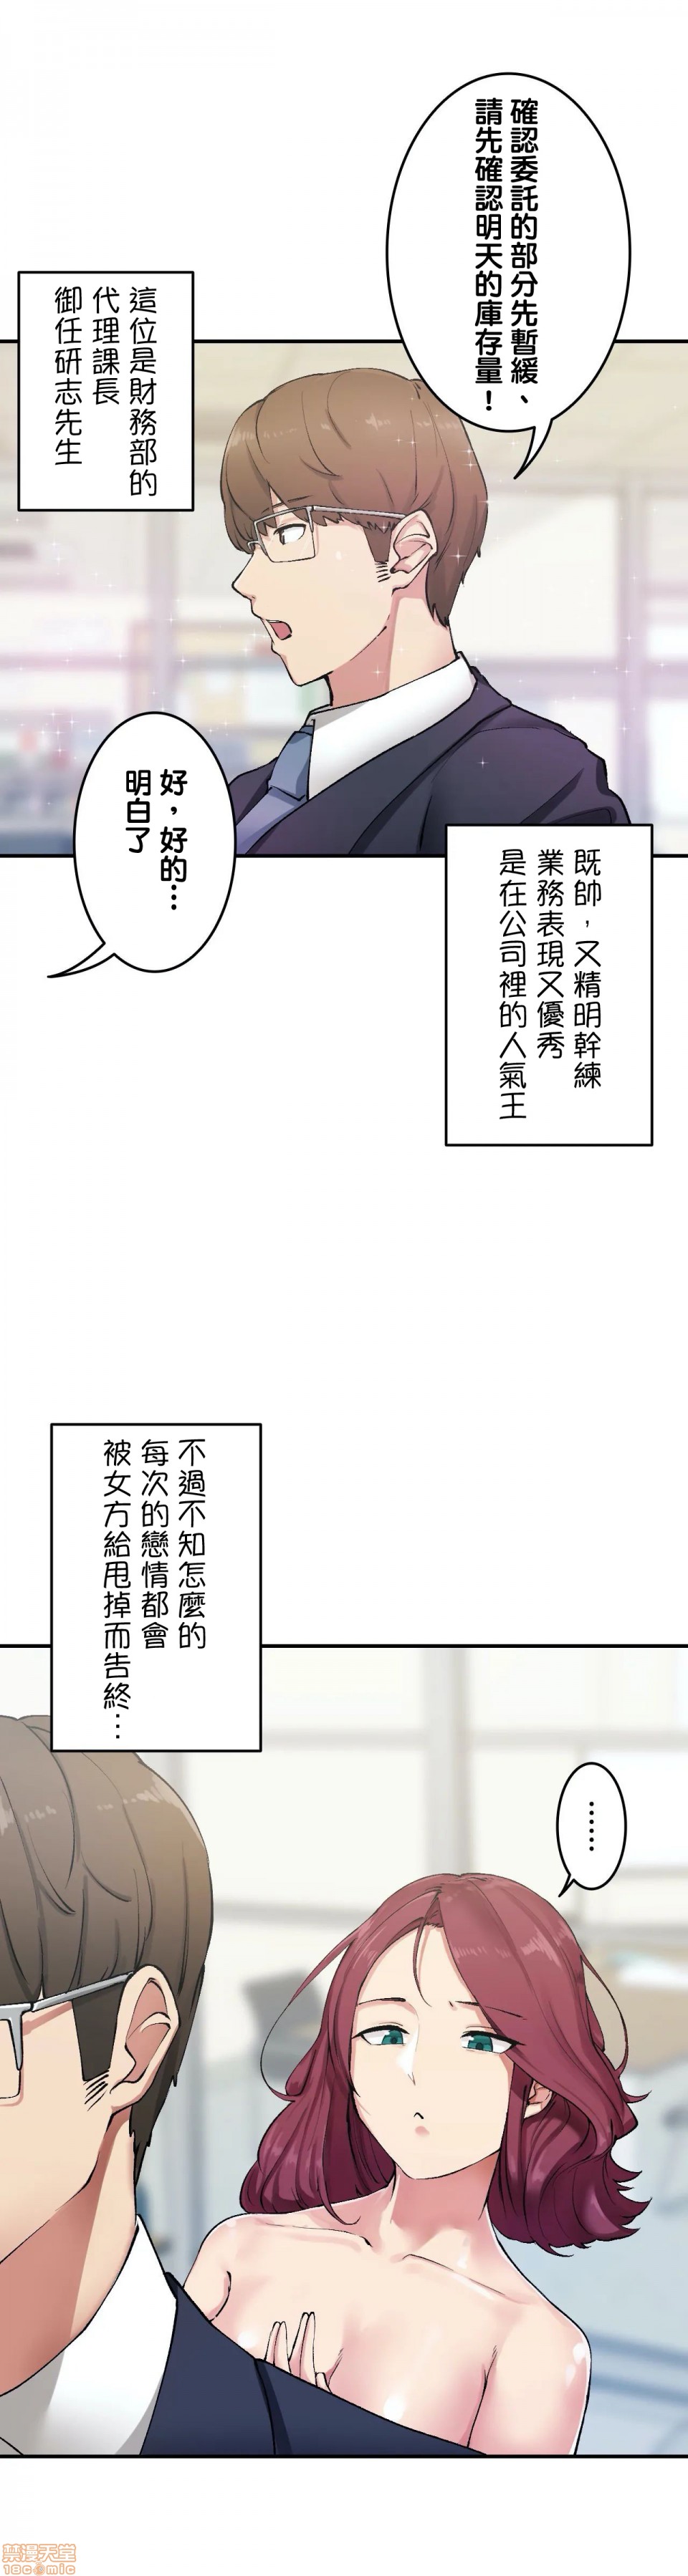 確認委託的部分先暫緩、
請先確認明天的庫存量！
這位是財務部的
代理課長
御任研志先生
好，好的…
明白了
既帥，又精明幹練
業務表現又優秀
是在公司裡的人氣王
不過不知怎麼的
每次的戀情都會
被女方給甩掉而告終…
……
禁漫天堂
18comic